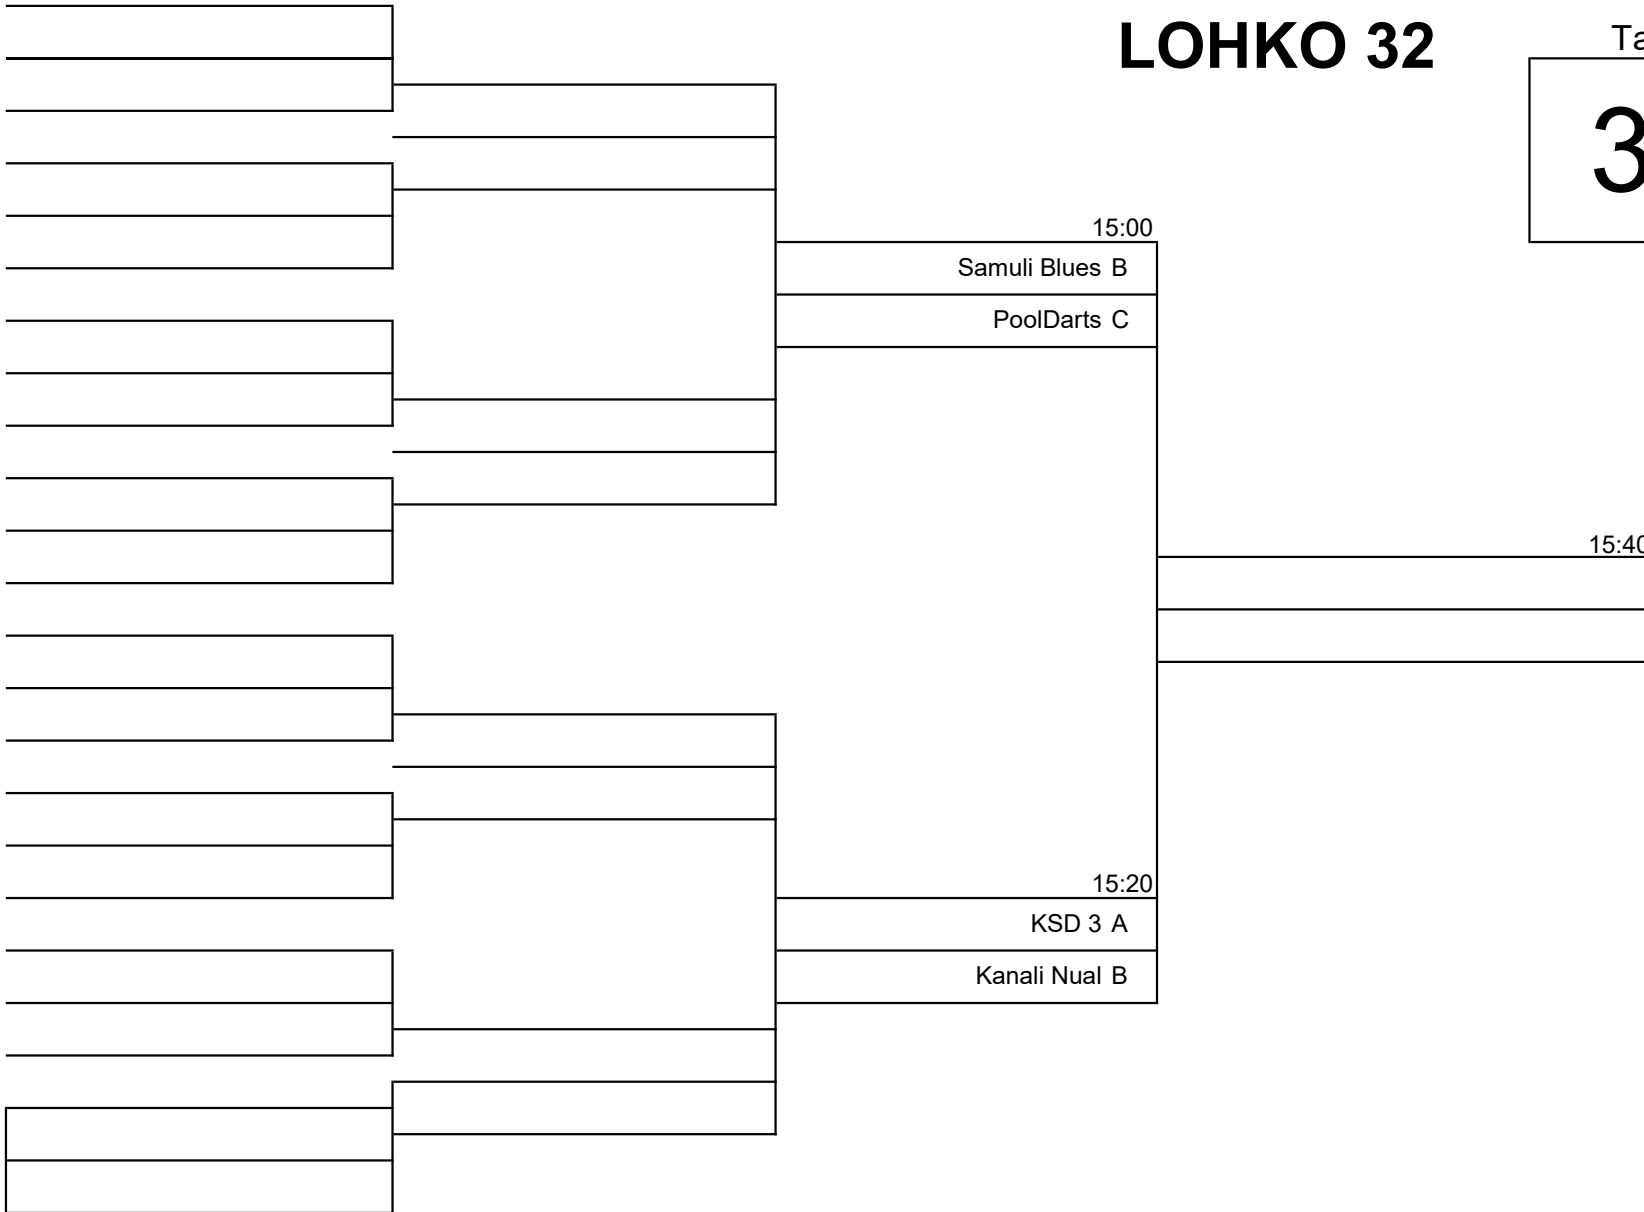 LOHKO 32
15:00
Samuli Blues B
PoolDarts C
15:20
KSD 3 A
Kanali Nual B